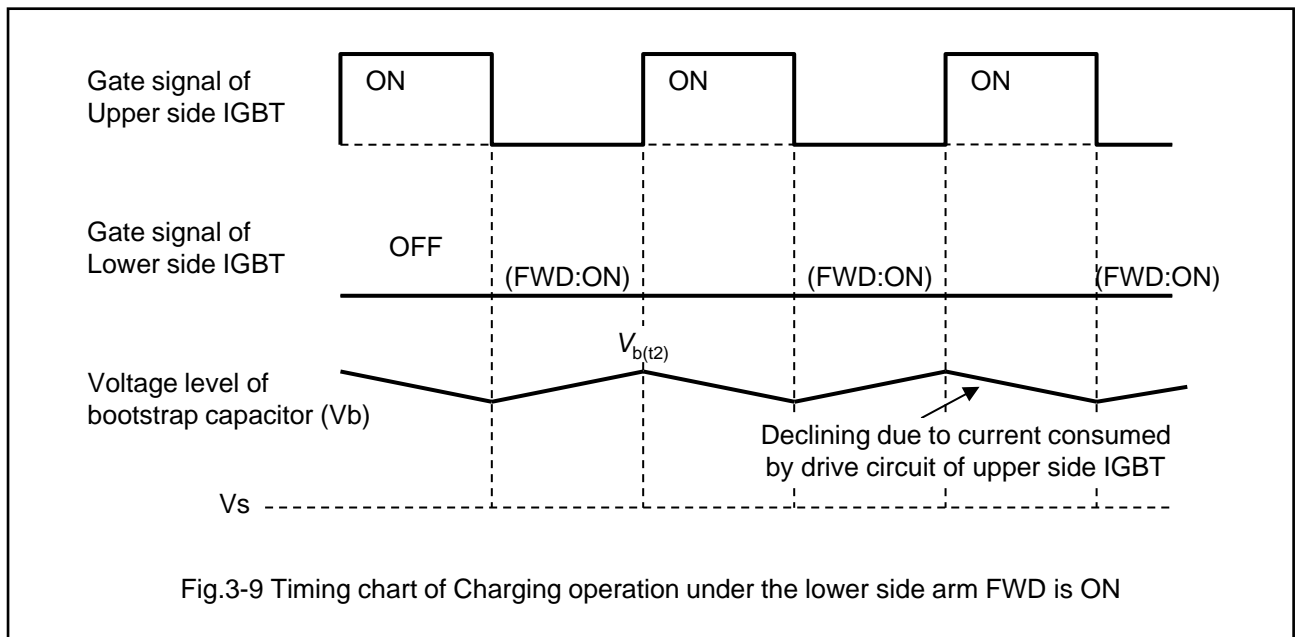 Gate signal of
Upper side IGBT
ON
ON
ON
Gate signal of
Lower side IGBT
OFF
(FWD:ON)
(FWD:ON)
(FWD:ON)
Vb(t2)
Voltage level of
bootstrap capacitor (Vb)
Declining due to current consumed
by drive circuit of upper side IGBT
Vs
Fig.3-9 Timing chart of Charging operation under the lower side arm FWD is ON